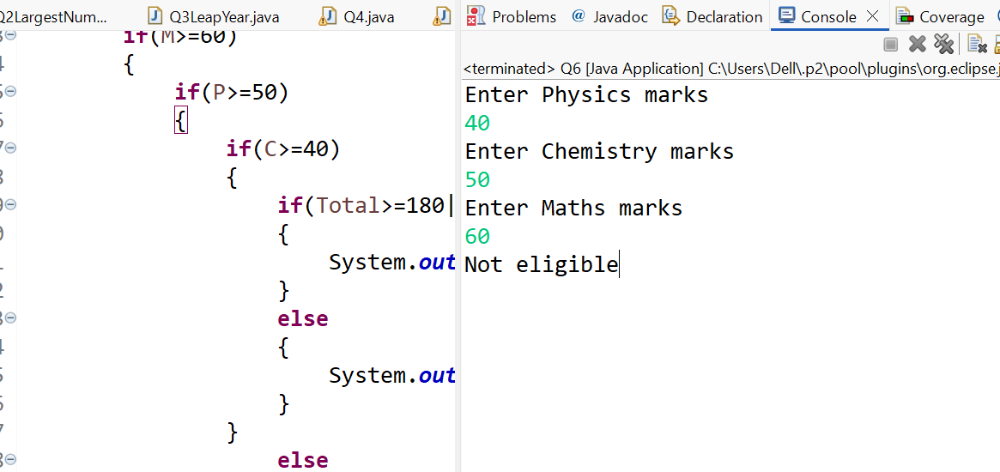 Q2LargestNum...
Q3LeapYear.java
Q4.java
Problems
@ Javadoc
Declaration
Console
Coverage
if(M>=60)
{
if(P>=50)
{
if(C>=40)
{
if(Total>=180|
{
System.out
}
else
{
System.out
}
}
else
<terminated> Q6 [Java Application] C:\Users\Dell\.p2\pool\plugins\org.eclipse.j
Enter Physics marks
40
Enter Chemistry marks
50
Enter Maths marks
60
Not eligible